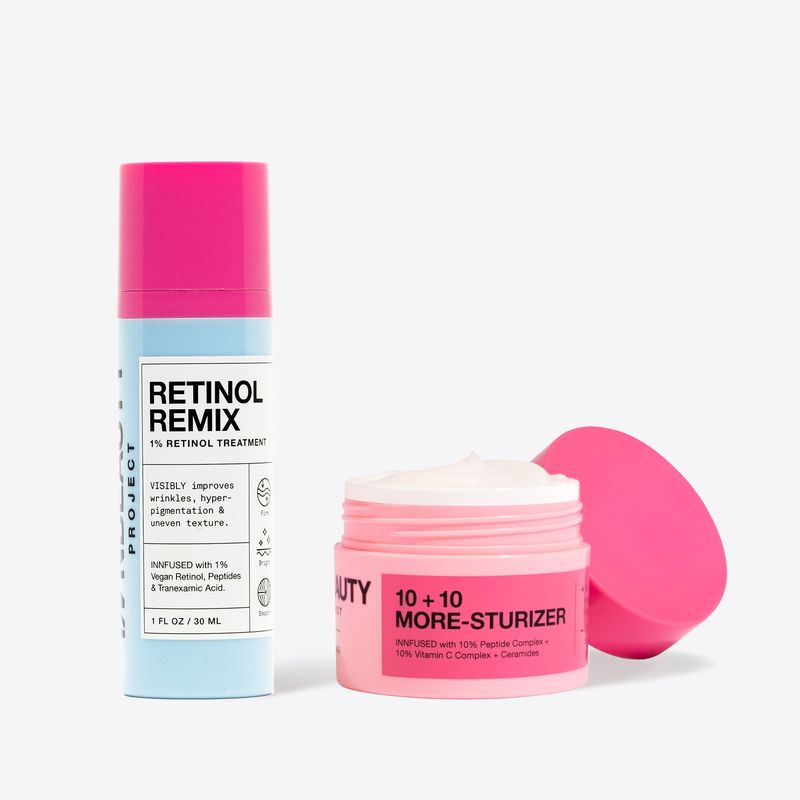 PROJECT
RETINOL
REMIX
1% RETINOL TREATMENT
VISIBLY improves
wrinkles, hyper-
pigmentation &
uneven texture.
INNFUSED with 1%
Vegan Retinol, Peptides
& Tranexamic Acid.
1 FL OZ / 30 ML
Firm
10 + 10
MORE-STURIZER
INNFUSED with 10% Peptide Complex +
10% Vitamin C Complex + Ceramides